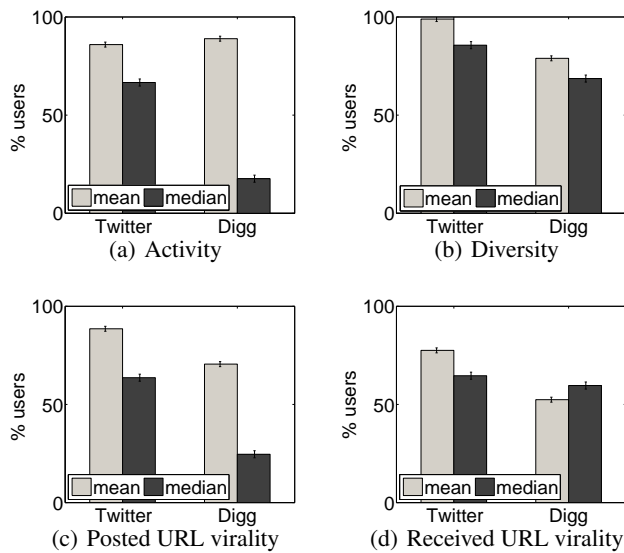 100
50
0
% users
mean median
Twitter Digg
(a) Activity
100
50
0
% users
mean median
Twitter Digg
(b) Diversity
100
50
0
% users
mean median
Twitter Digg
(c) Posted URL virality
100
50
0
% users
mean median
Twitter Digg
(d) Received URL virality